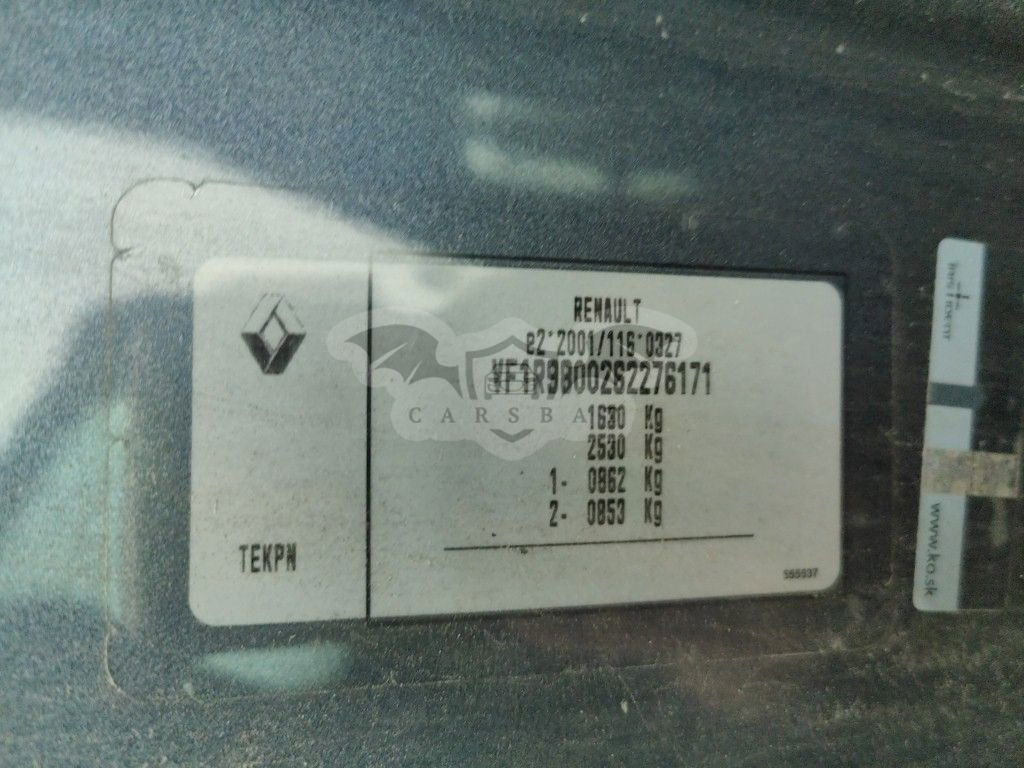 RENAULT
e2*2001/116*0327
VF1R9800262276171
CARSBA
1630 Kg
2530 Kg
1- 0862 Kg
2- 0853 Kg
TEKPN
555537
www.ko.sk